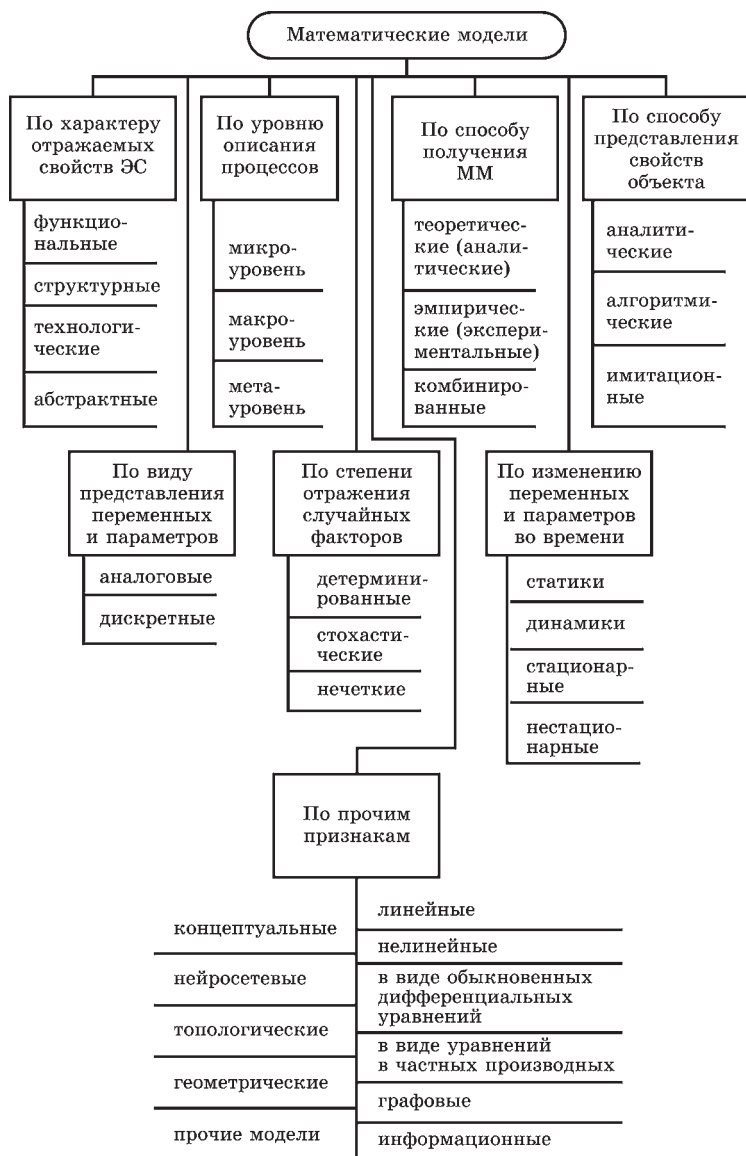 Математические модели
По характеру
отражаемых
свойств ЭС
функцио-
нальные
структурные
технологи-
ческие
абстрактные
По уровню
описания
процессов
микро-
уровень
макро-
уровень
мета-
уровень
По способу
получения
ММ
теоретичес-
кие (анали-
тические)
эмпиричес-
кие (экспери-
ментальные)
комбиниро-
ванные
По способу
представления
свойств
объекта
аналити-
ческие
алгоритми-
ческие
имитацион-
ные
По виду
представления
переменных
и параметров
аналоговые
дискретные
По степени
отражения
случайных
факторов
детермини-
рованные
стохасти-
ческие
нечеткие
По изменению
переменных
и параметров
во времени
статики
динамики
стационар-
ные
нестацио-
нарные
По прочим
признакам
концептуальные
нейросетевые
топологические
геометрические
прочие модели
линейные
нелинейные
в виде обыкновенных
дифференциальных
уравнений
в виде уравнений
в частных производных
графовые
информационные